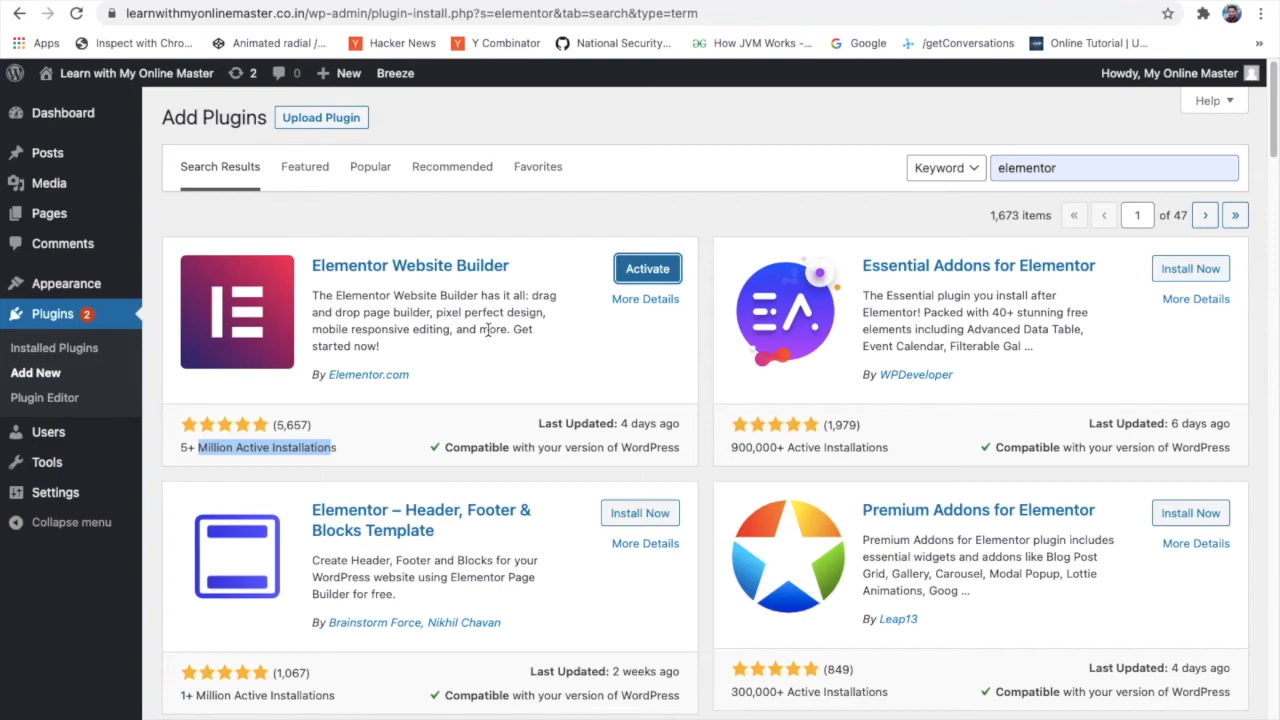 learnwithmyonlinemaster.co.in/wp-admin/plugin-install.php?s=elementor&tab=search&type=term
Apps Inspect with Chro... Animated radial /... Hacker News Y Combinator National Security... How JVM Works -... Google /getConversations Online Tutorial | U... »
Learn with My Online Master 2 0 New Breeze Howdy, My Online Master
Dashboard
Posts
Media
Pages
Comments
Appearance
Plugins 2
Installed Plugins
Add New
Plugin Editor
Users
Tools
Settings
Collapse menu
Help
Add Plugins Upload Plugin
Search Results Featured Popular Recommended Favorites Keyword elementor
1,673 items « ‹ 1 of 47 › »
Elementor Website Builder
Activate
More Details
The Elementor Website Builder has it all: drag
and drop page builder, pixel perfect design,
mobile responsive editing, and more. Get
started now!
By Elementor.com
(5,657) Last Updated: 4 days ago
5+ Million Active Installations ✓ Compatible with your version of WordPress
Essential Addons for Elementor
Install Now
More Details
The Essential plugin you install after
Elementor! Packed with 40+ stunning free
elements including Advanced Data Table,
Event Calendar, Filterable Gal ...
By WPDeveloper
(1,979) Last Updated: 6 days ago
900,000+ Active Installations ✓ Compatible with your version of WordPress
Elementor – Header, Footer &
Blocks Template
Install Now
More Details
Create Header, Footer and Blocks for your
WordPress website using Elementor Page
Builder for free.
By Brainstorm Force, Nikhil Chavan
(1,067) Last Updated: 2 weeks ago
1+ Million Active Installations ✓ Compatible with your version of WordPress
Premium Addons for Elementor
Install Now
More Details
Premium Addons for Elementor plugin includes
essential widgets and addons like Blog Post
Grid, Gallery, Carousel, Modal Popup, Lottie
Animations, Goog ...
By Leap13
(849) Last Updated: 4 days ago
300,000+ Active Installations ✓ Compatible with your version of WordPress